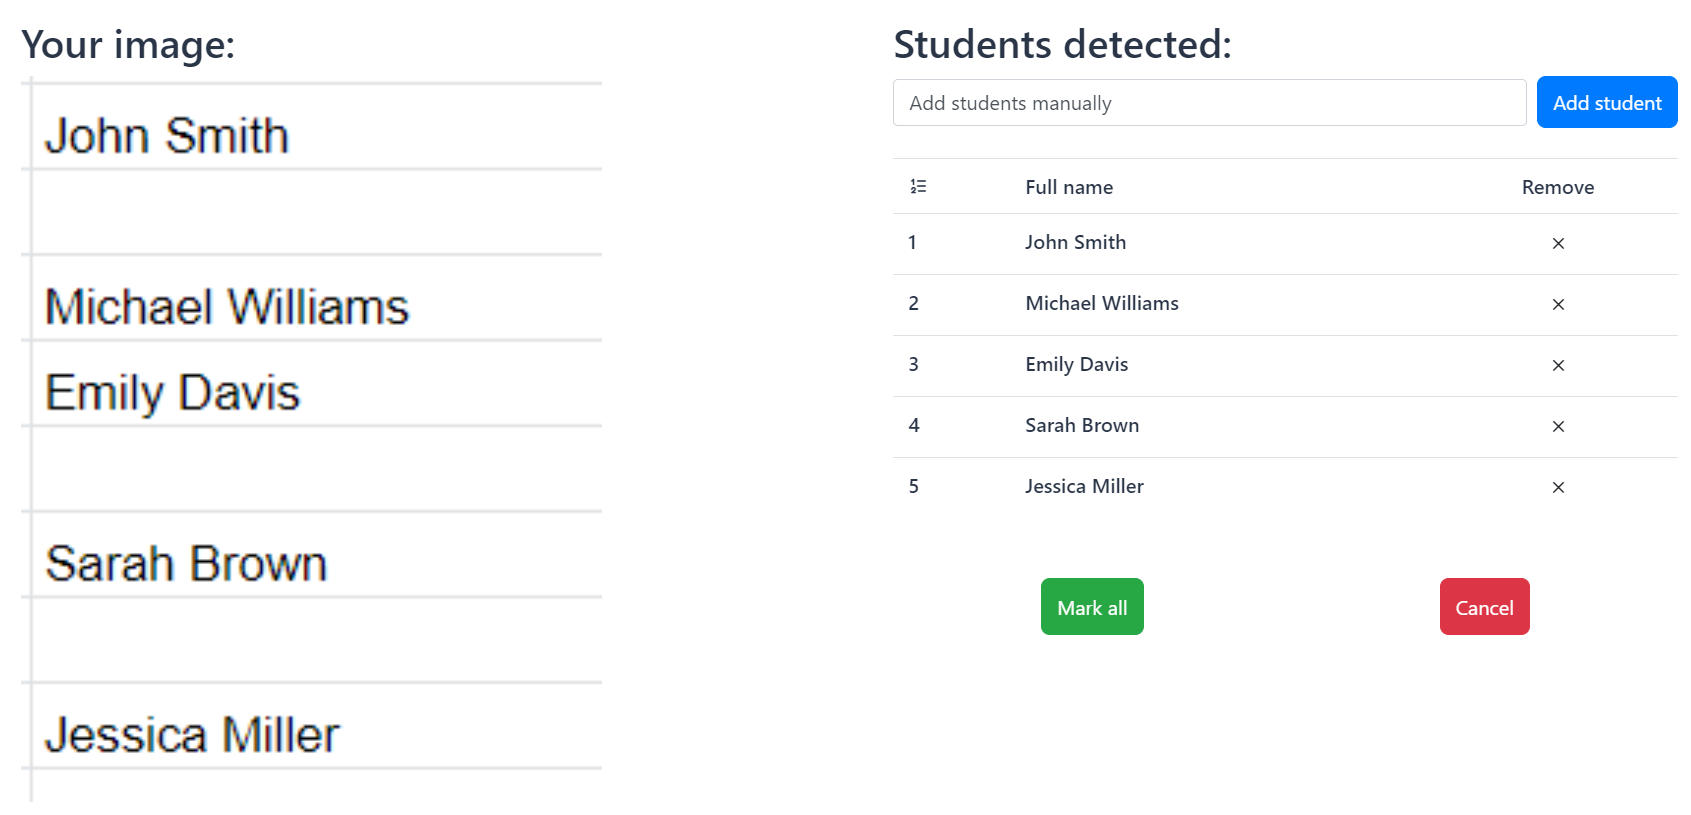 Your image:
John Smith
Michael Williams
Emily Davis
Sarah Brown
Jessica Miller
Students detected:
Add students manually
Add student
Full name Remove
1 John Smith
2 Michael Williams
3 Emily Davis
4 Sarah Brown
5 Jessica Miller
Mark all
Cancel